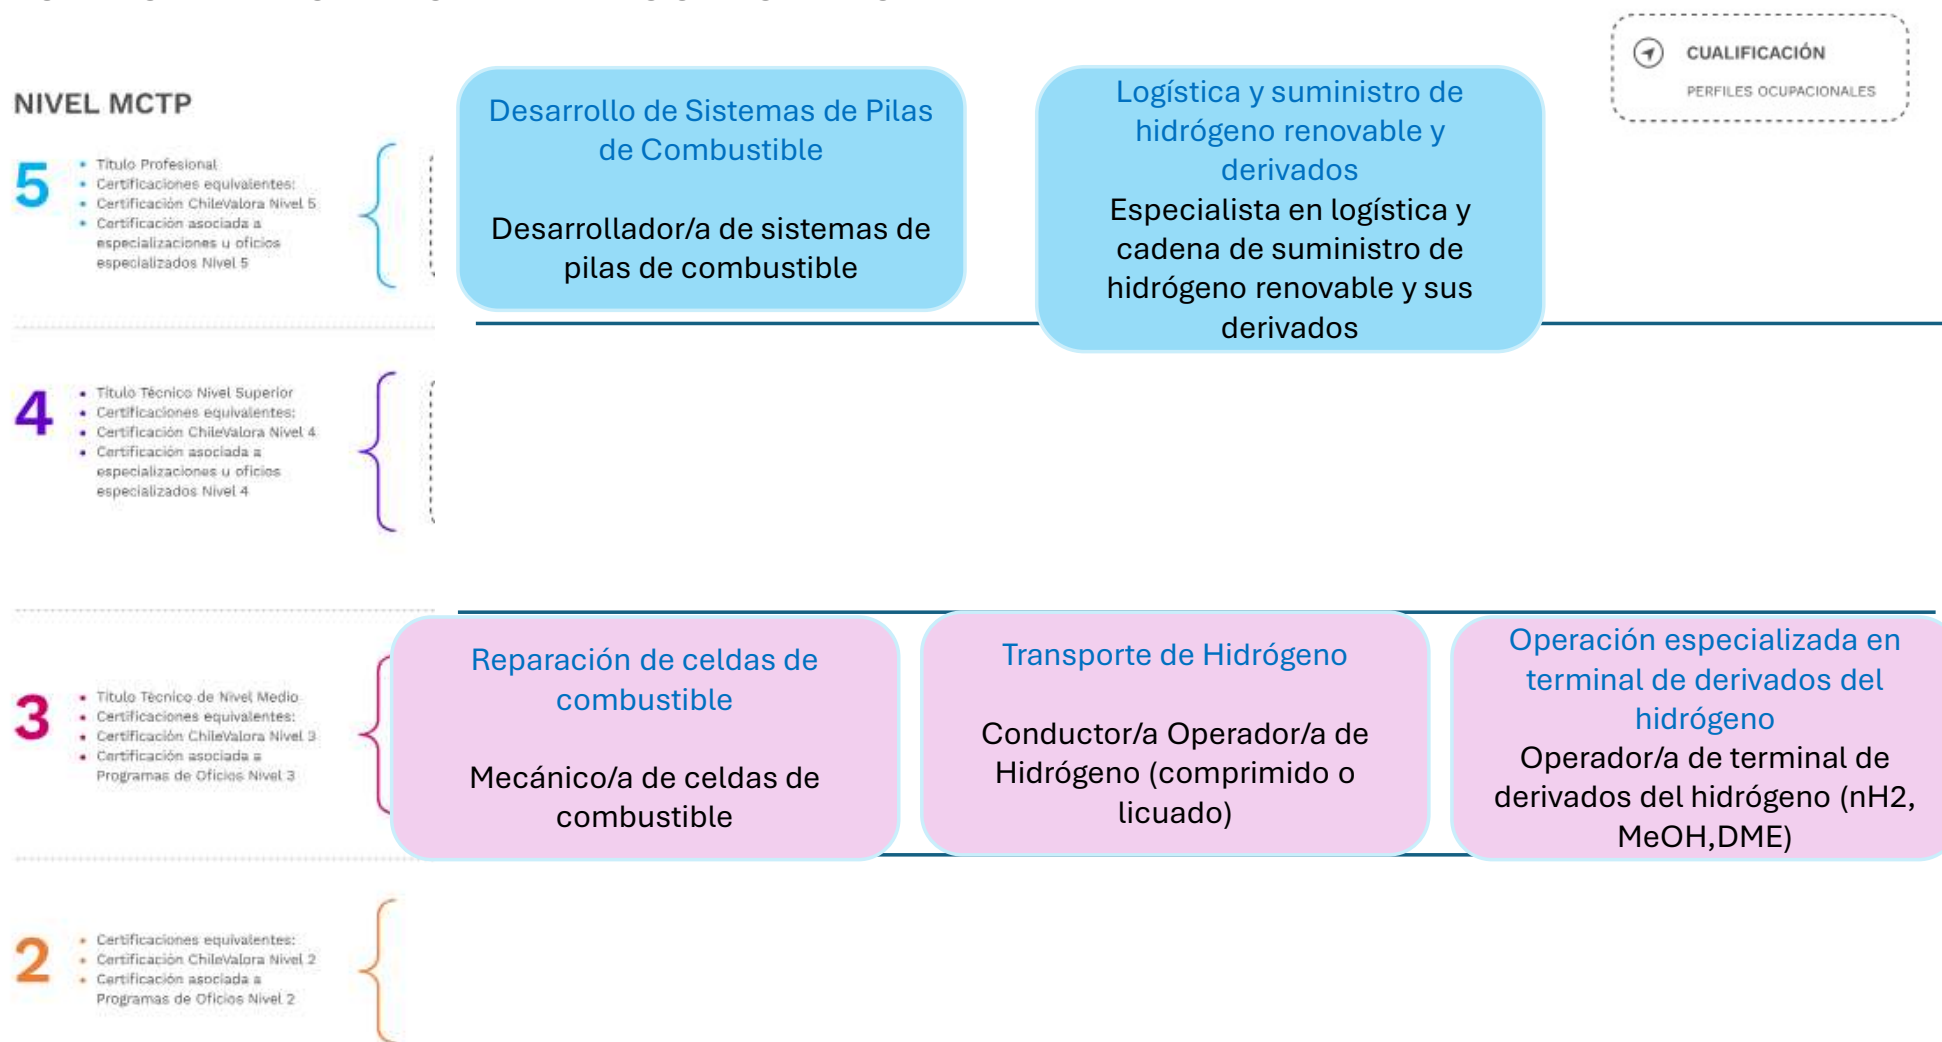 CUALIFICACIÓN
PERFILES OCUPACIONALES
NIVEL MCTP
5
• Título Profesional
• Certificaciones equivalentes:
• Certificación ChileValora Nivel 5
• Certificación asociada a
especializaciones u oficios
especializados Nivel 5
Desarrollo de Sistemas de Pilas
de Combustible
Desarrollador/a de sistemas de
pilas de combustible
Logística y suministro de
hidrógeno renovable y
derivados
Especialista en logística y
cadena de suministro de
hidrógeno renovable y sus
derivados
4
• Título Técnico Nivel Superior
• Certificaciones equivalentes:
• Certificación ChileValora Nivel 4
• Certificación asociada a
especializaciones u oficios
especializados Nivel 4
3
• Título Técnico de Nivel Medio
• Certificaciones equivalentes:
• Certificación ChileValora Nivel 3
• Certificación asociada a
Programas de Oficios Nivel 3
Reparación de celdas de
combustible
Mecánico/a de celdas de
combustible
Transporte de Hidrógeno
Conductor/a Operador/a de
Hidrógeno (comprimido o
licuado)
Operación especializada en
terminal de derivados del
hidrógeno
Operador/a de terminal de
derivados del hidrógeno (nH2,
MeOH,DME)
2
• Certificaciones equivalentes:
• Certificación ChileValora Nivel 2
• Certificación asociada a
Programas de Oficios Nivel 2